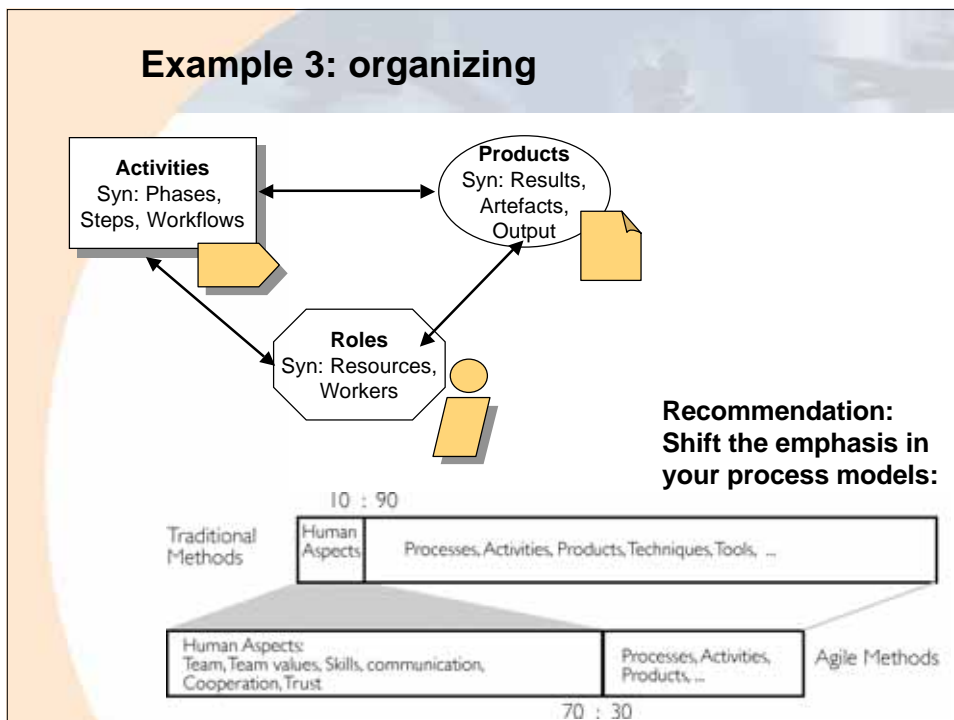 Example 3: organizing
Activities
Syn: Phases,
Steps, Workflows
Products
Syn: Results,
Artefacts,
Output
Roles
Syn: Resources,
Workers
Recommendation:
Shift the emphasis in
your process models:
10 : 90
Traditional
Methods
Human
Aspects
Processes, Activities, Products, Techniques, Tools, ...
Human Aspects:
Team, Team values, Skills, communication,
Cooperation, Trust
Processes, Activities,
Products, ...
Agile Methods
70 : 30